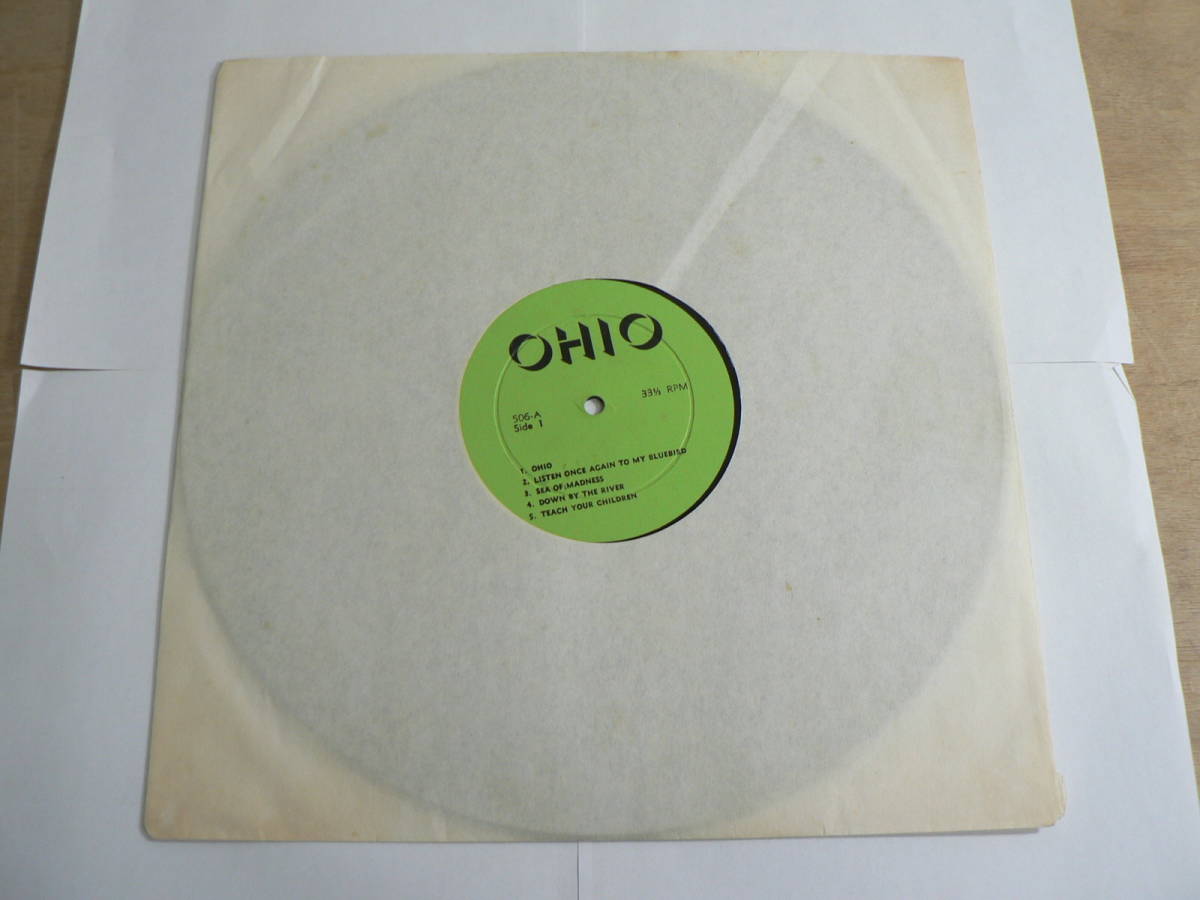 OHIO
33⅓ RPM
506-A
Side 1
1. OHIO
2. LISTEN ONCE AGAIN TO MY BLUEBIRD
3. SEA OF MADNESS
4. DOWN BY THE RIVER
5. TEACH YOUR CHILDREN